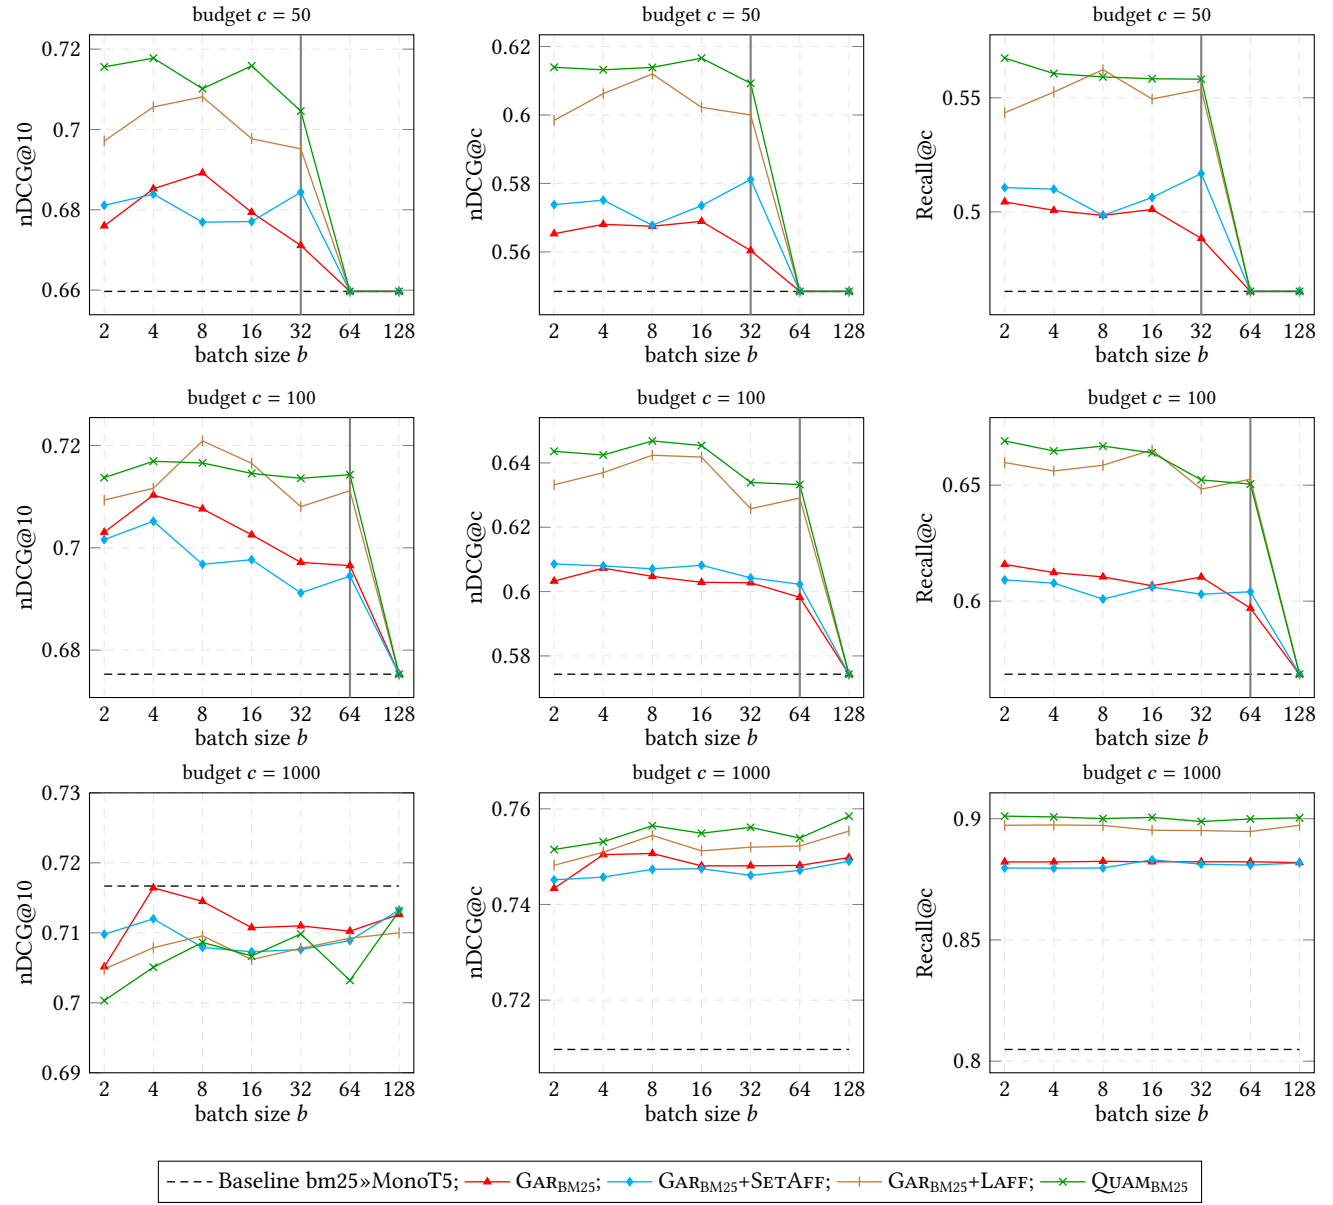 budget c = 50
budget c = 50
budget c = 50
0.72
0.7
0.68
0.66
nDCG@10
2 4 8 16 32 64 128
batch size b
0.62
0.6
0.58
0.56
nDCG@c
2 4 8 16 32 64 128
batch size b
0.55
0.5
Recall@c
2 4 8 16 32 64 128
batch size b
budget c = 100
budget c = 100
budget c = 100
0.72
0.7
0.68
nDCG@10
2 4 8 16 32 64 128
batch size b
0.64
0.62
0.6
0.58
nDCG@c
2 4 8 16 32 64 128
batch size b
0.65
0.6
Recall@c
2 4 8 16 32 64 128
batch size b
budget c = 1000
budget c = 1000
budget c = 1000
0.73
0.72
0.71
0.7
0.69
nDCG@10
2 4 8 16 32 64 128
batch size b
0.76
0.74
0.72
nDCG@c
2 4 8 16 32 64 128
batch size b
0.9
0.85
0.8
Recall@c
2 4 8 16 32 64 128
batch size b
Baseline bm25»MonoT5; GAR_BM25; GAR_BM25+SETAFF; GAR_BM25+LAFF; QUAM_BM25